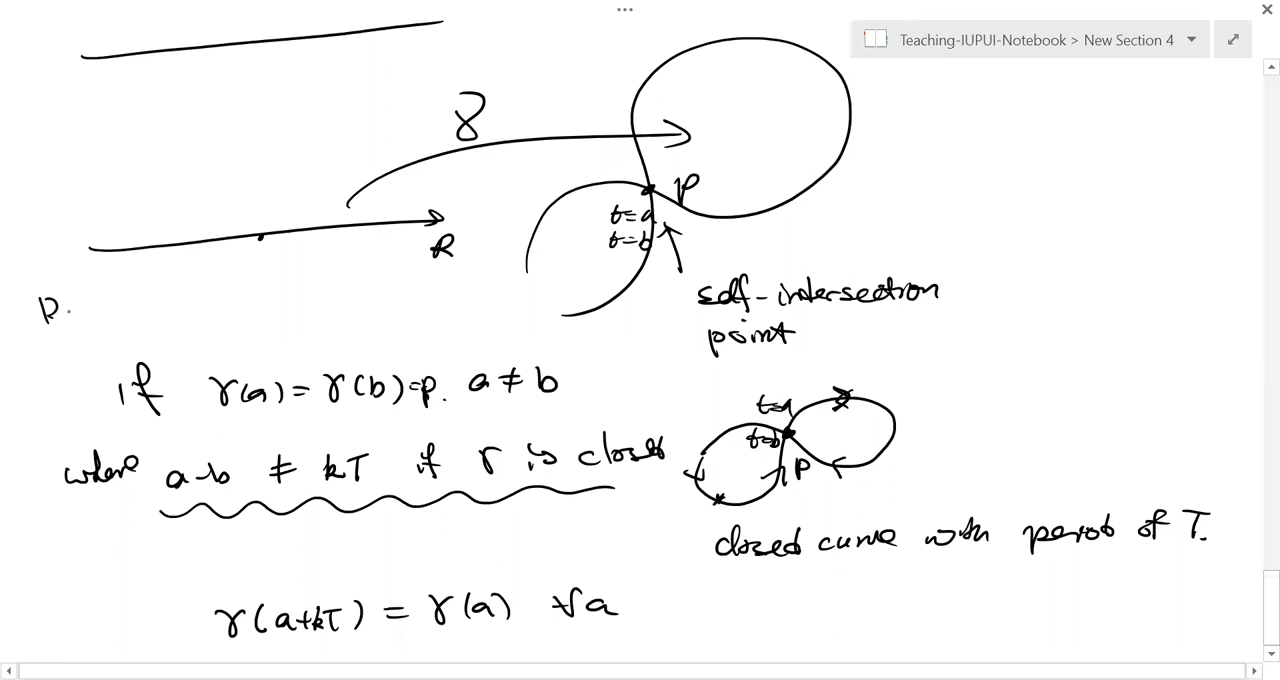 Teaching-IUPUI-Notebook > New Section 4
γ
P
t=a
t=b
R
self-intersection
point
p.
if γ(a) = γ(b) = p. a ≠ b
where a-b ≠ kT if γ is closed
t=a
t=b
P
closed curve with period of T.
γ(a+kT) = γ(a) ∀a